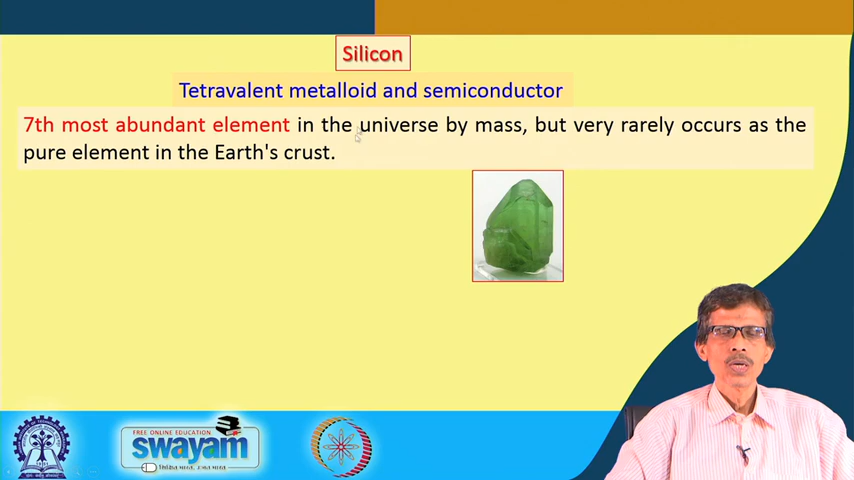 Silicon
Tetravalent metalloid and semiconductor
7th most abundant element in the universe by mass, but very rarely occurs as the
pure element in the Earth's crust.
FREE ONLINE EDUCATION
swayam